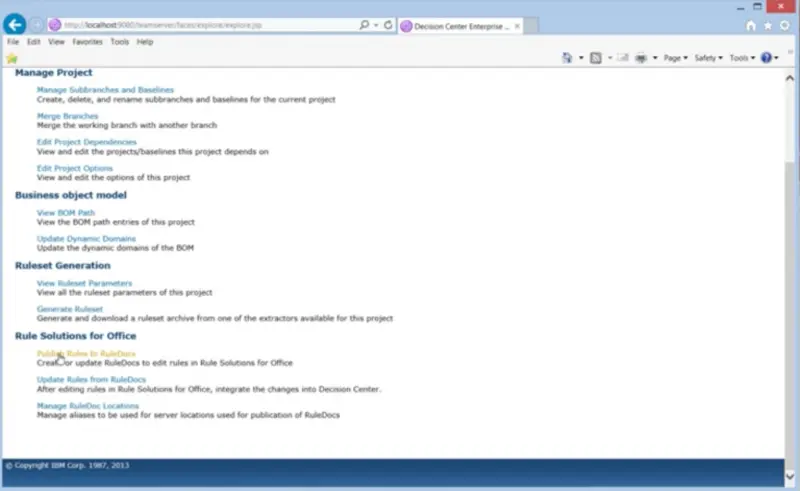 http://localhost:9080/teamserver/faces/explore/explore.jsp
Decision Center Enterprise ...
File Edit View Favorites Tools Help
Page Safety Tools
Manage Project
Manage Subbranches and Baselines
Create, delete, and rename subbranches and baselines for the current project
Merge Branches
Merge the working branch with another branch
Edit Project Dependencies
View and edit the projects/baselines this project depends on
Edit Project Options
View and edit the options of this project
Business object model
View BOM Path
View the BOM path entries of this project
Update Dynamic Domains
Update the dynamic domains of the BOM
Ruleset Generation
View Ruleset Parameters
View all the ruleset parameters of this project
Generate Ruleset
Generate and download a ruleset archive from one of the extractors available for this project
Rule Solutions for Office
Publish Rules to RuleDocs
Create or update RuleDocs to edit rules in Rule Solutions for Office
Update Rules from RuleDocs
After editing rules in Rule Solutions for Office, integrate the changes into Decision Center.
Manage RuleDoc Locations
Manage aliases to be used for server locations used for publication of RuleDocs
© Copyright IBM Corp. 1987, 2013